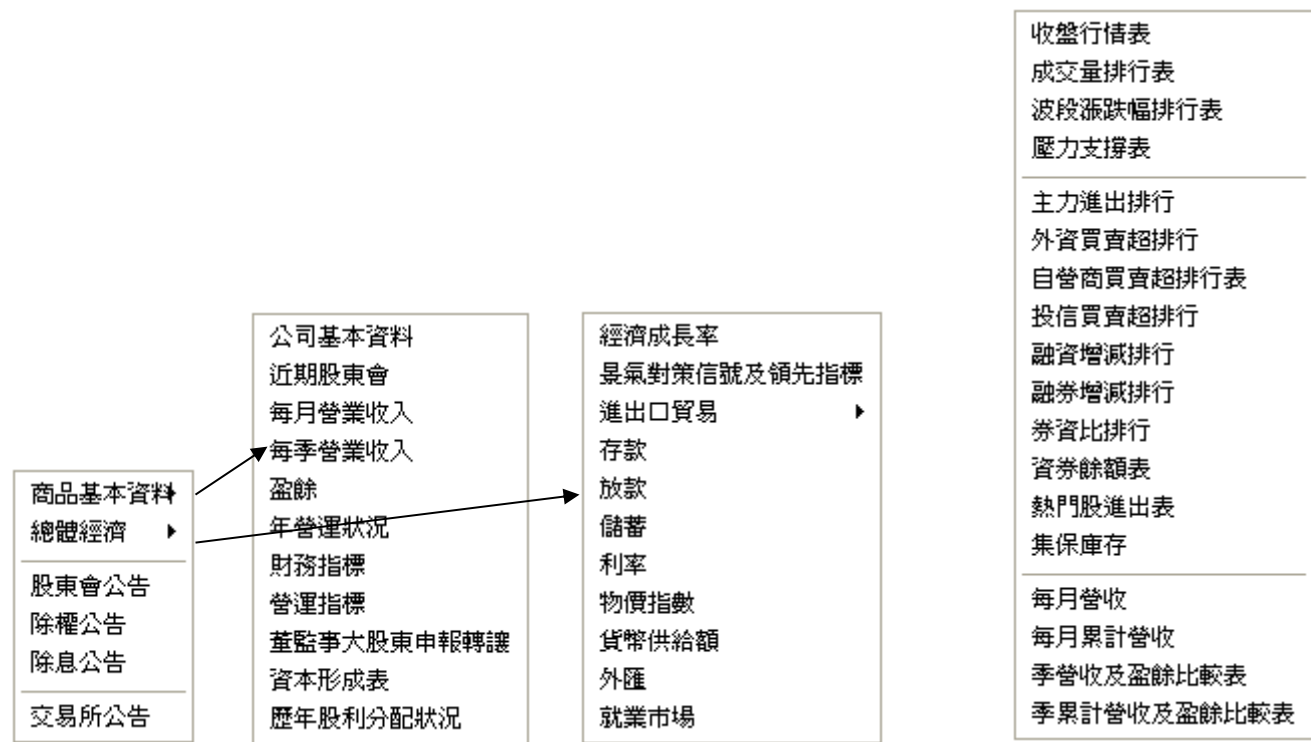 商品基本資料
總體經濟
股東會公告
除權公告
除息公告
交易所公告
公司基本資料
近期股東會
每月營業收入
每季營業收入
盈餘
年營運狀況
財務指標
營運指標
董監事大股東申報轉讓
資本形成表
歷年股利分配狀況
經濟成長率
景氣對策信號及領先指標
進出口貿易
存款
放款
儲蓄
利率
物價指數
貨幣供給額
外匯
就業市場
收盤行情表
成交量排行表
波段漲跌幅排行表
壓力支撐表
主力進出排行
外資買賣超排行
自營商買賣超排行表
投信買賣超排行
融資增減排行
融券增減排行
券資比排行
資券餘額表
熱門股進出表
集保庫存
每月營收
每月累計營收
季營收及盈餘比較表
季累計營收及盈餘比較表